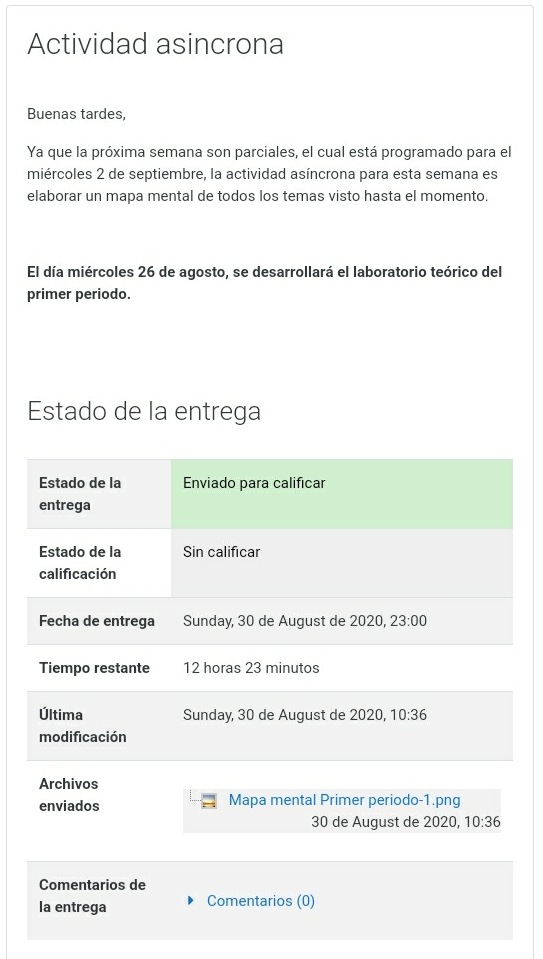 Actividad asincrona
Buenas tardes,
Ya que la próxima semana son parciales, el cual está programado para el
miércoles 2 de septiembre, la actividad asíncrona para esta semana es
elaborar un mapa mental de todos los temas visto hasta el momento.
El día miércoles 26 de agosto, se desarrollará el laboratorio teórico del
primer periodo.
Estado de la entrega
Estado de la
entrega
Enviado para calificar
Estado de la
calificación
Sin calificar
Fecha de entrega
Sunday, 30 de August de 2020, 23:00
Tiempo restante
12 horas 23 minutos
Última
modificación
Sunday, 30 de August de 2020, 10:36
Archivos
enviados
Mapa mental Primer periodo-1.png
30 de August de 2020, 10:36
Comentarios de
la entrega
Comentarios (0)